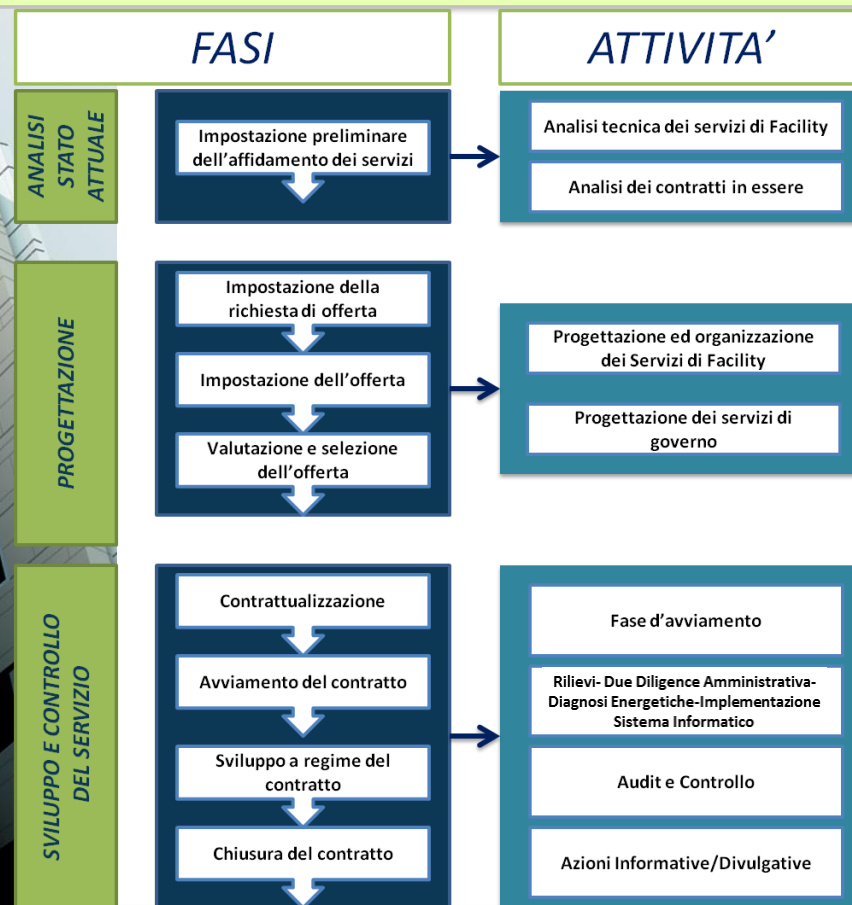 FASI
ATTIVITA’
ANALISI
STATO
ATTUALE
Impostazione preliminare
dell’affidamento dei servizi
Analisi tecnica dei servizi di Facility
Analisi dei contratti in essere
PROGETTAZIONE
Impostazione della
richiesta di offerta
Impostazione dell’offerta
Valutazione e selezione
dell’offerta
Progettazione ed organizzazione
dei Servizi di Facility
Progettazione dei servizi di
governo
SVILUPPO E CONTROLLO
DEL SERVIZIO
Contrattualizzazione
Avviamento del contratto
Sviluppo a regime del
contratto
Chiusura del contratto
Fase d’avviamento
Rilievi- Due Diligence Amministrativa-
Diagnosi Energetiche-Implementazione
Sistema Informatico
Audit e Controllo
Azioni Informative/Divulgative